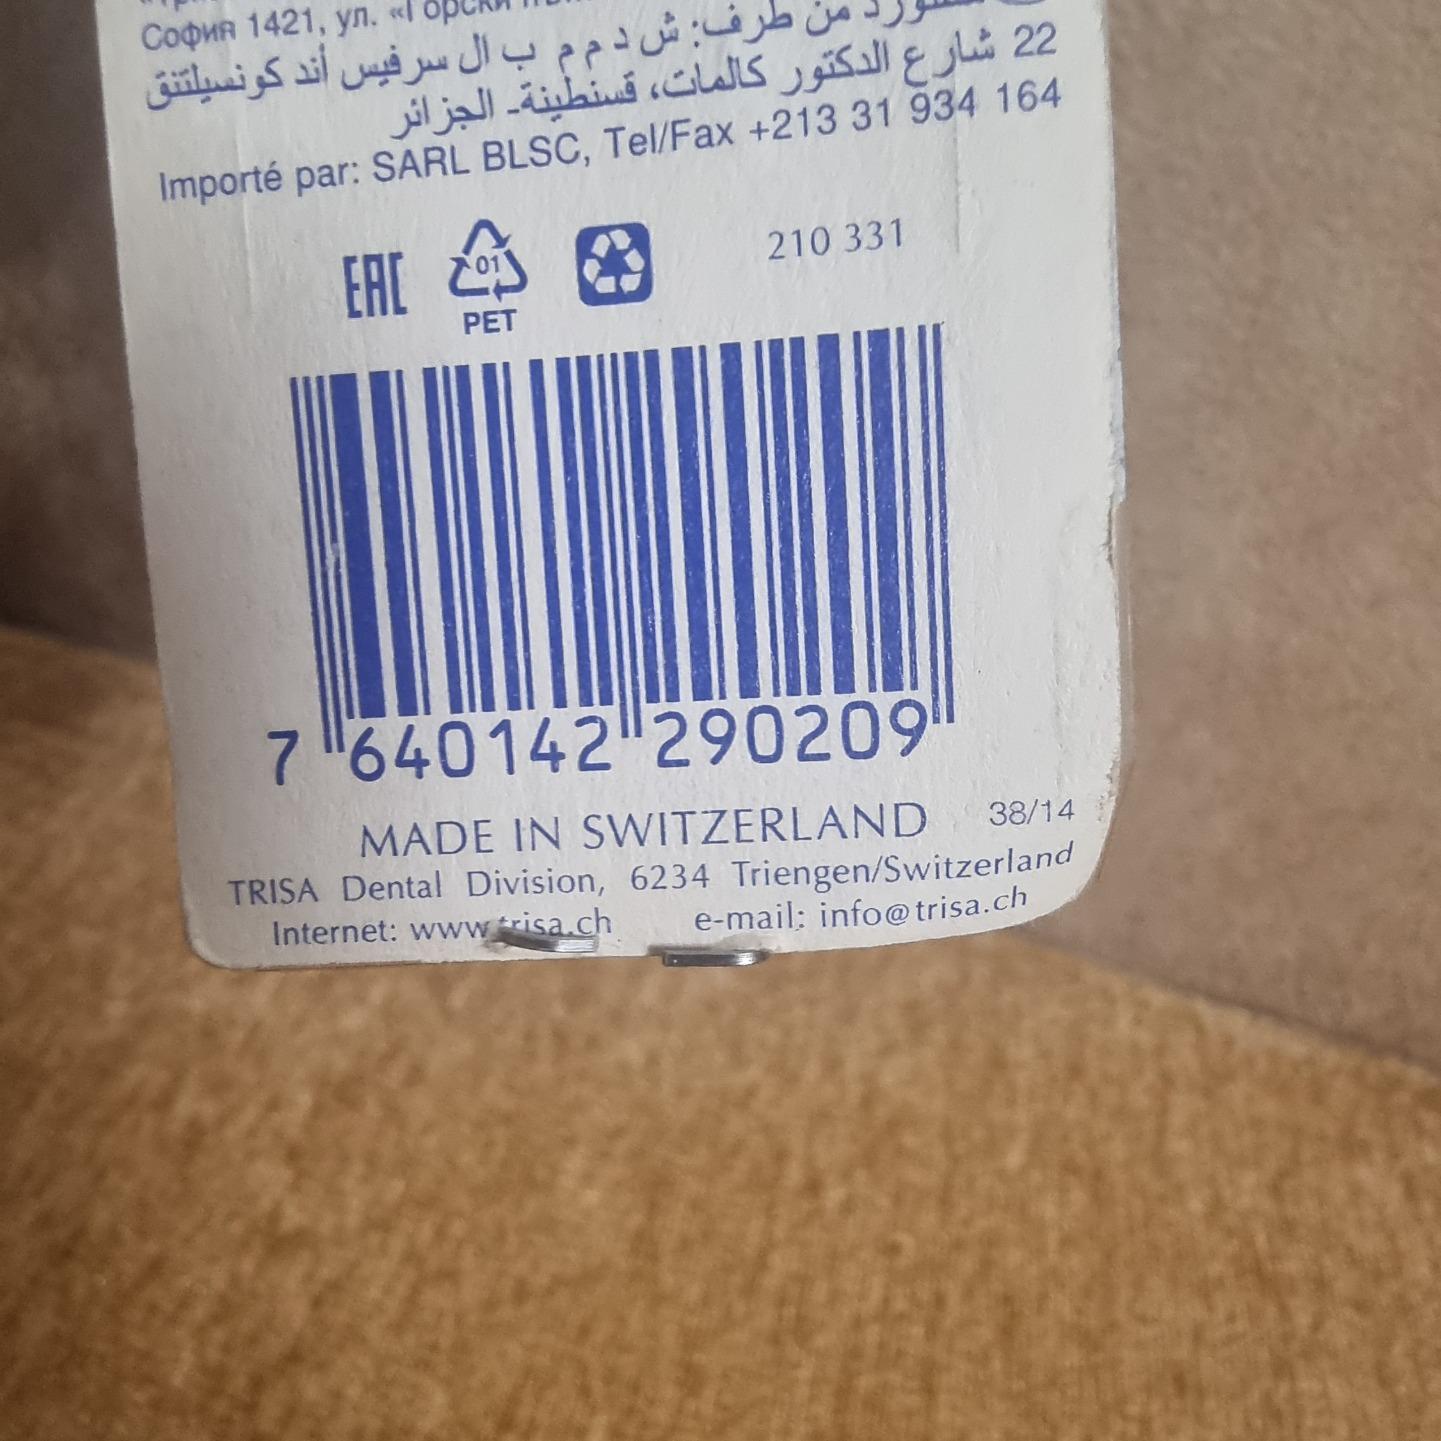 София 1421, ул. «Горски
من طرف: ش د م م ب ال سرفيس أند كونسيلتنق
22 شارع الدكتور كالمات، قسنطينة- الجزائر
Importé par: SARL BLSC, Tel/Fax +213 31 934 164
EAC 01 210 331
PET
7 640142 290209
MADE IN SWITZERLAND 38/14
TRISA Dental Division, 6234 Triengen/Switzerland
Internet: www.trisa.ch e-mail: info@trisa.ch